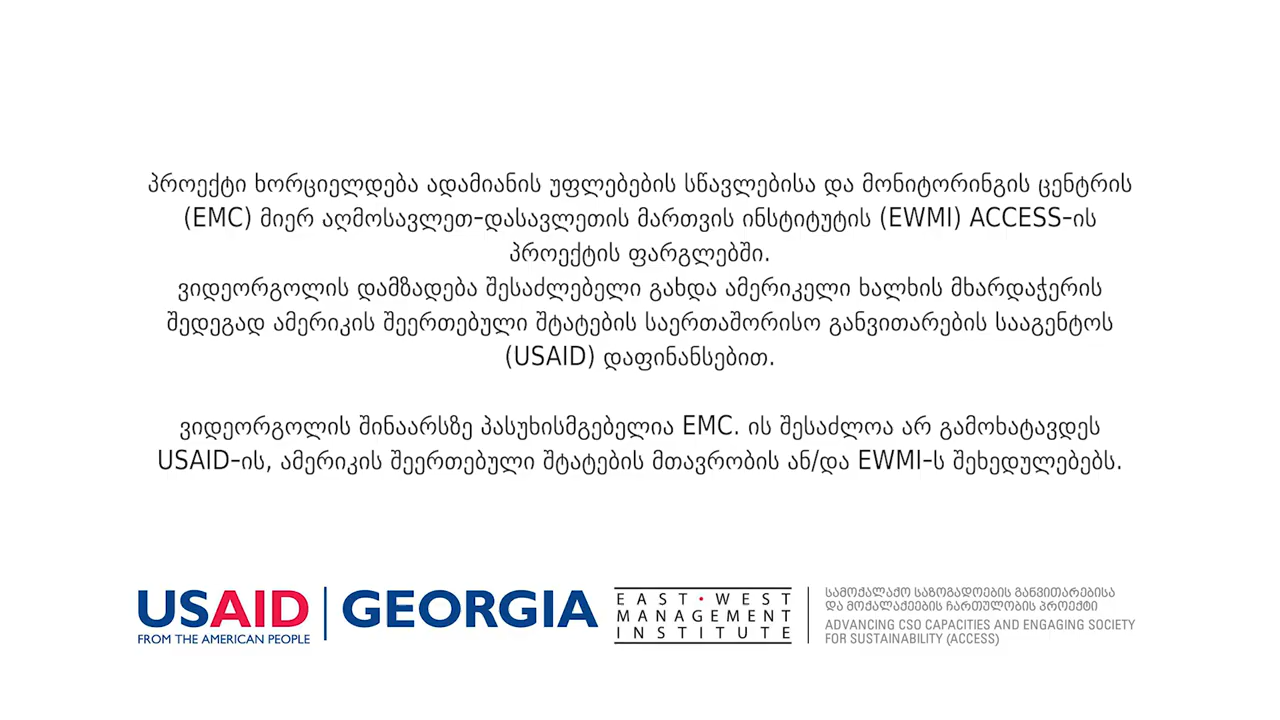 პროექტი ხორციელდება ადამიანის უფლებების სწავლებისა და მონიტორინგის ცენტრის
(EMC) მიერ აღმოსავლეთ-დასავლეთის მართვის ინსტიტუტის (EWMI) ACCESS-ის
პროექტის ფარგლებში.
ვიდეორგოლის დამზადება შესაძლებელი გახდა ამერიკელი ხალხის მხარდაჭერის
შედეგად ამერიკის შეერთებული შტატების საერთაშორისო განვითარების სააგენტოს
(USAID) დაფინანსებით.
ვიდეორგოლის შინაარსზე პასუხისმგებელია EMC. ის შესაძლოა არ გამოხატავდეს
USAID-ის, ამერიკის შეერთებული შტატების მთავრობის ან/და EWMI-ს შეხედულებებს.
USAID | GEORGIA
FROM THE AMERICAN PEOPLE
EAST•WEST
MANAGEMENT
INSTITUTE
სამოქალაქო საზოგადოების განვითარებისა
და მოქალაქეების ჩართულობის პროექტი
ADVANCING CSO CAPACITIES AND ENGAGING SOCIETY
FOR SUSTAINABILITY (ACCESS)